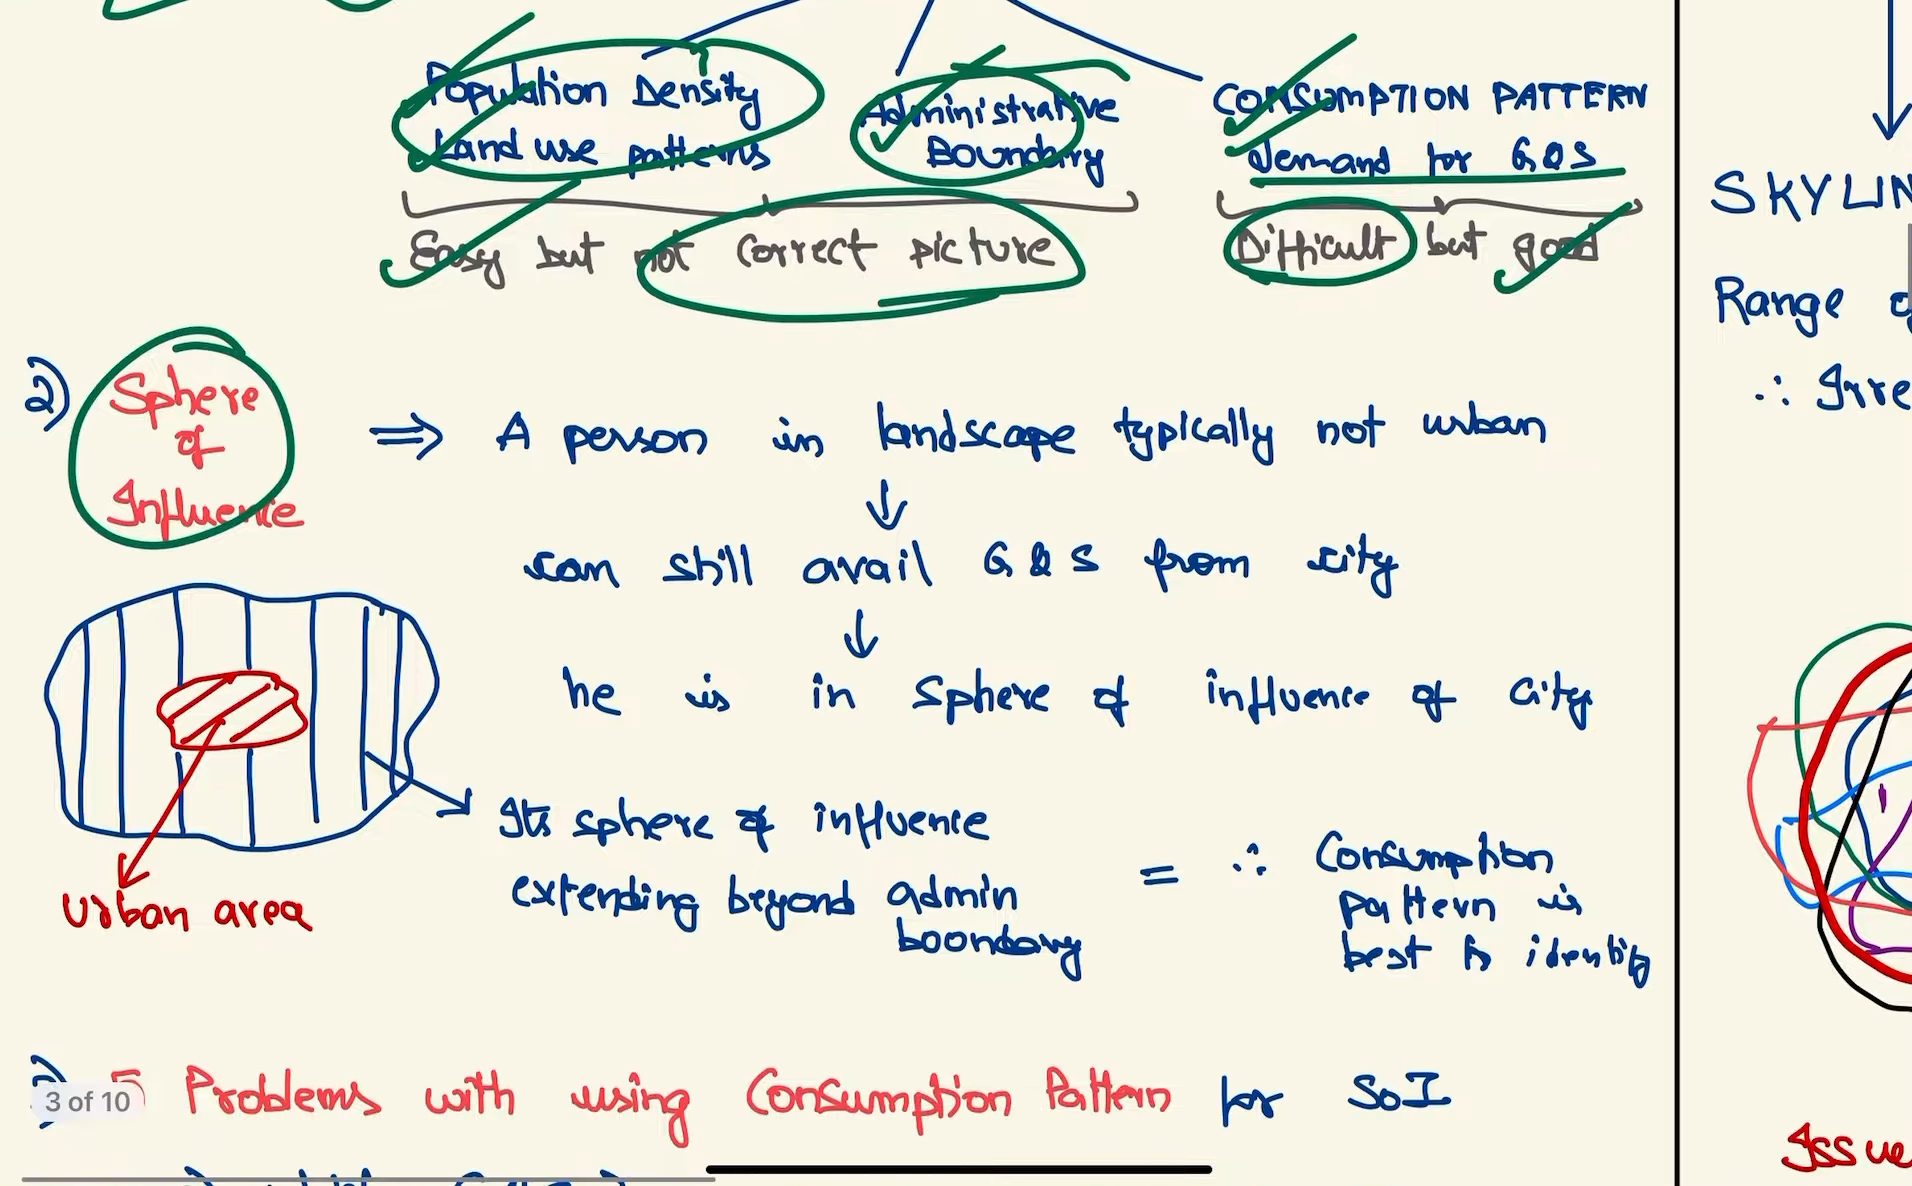 Population Density
Land use patterns
Administrative
Boundary
CONSUMPTION PATTERN
demand for G&S
Easy but not correct picture
Difficult but good
2) Sphere
of
Influence
⇒ A person in landscape typically not urban
↓
can still avail G & S from city
↓
he is in sphere of influence of city
Its sphere of influence
extending beyond admin
boundary
= ∴ Consumption
pattern is
best to identify
urban area
5 Problems with using Consumption Pattern for SoI
3 of 10
SKYLIN
Range
∴ Irre
Issue